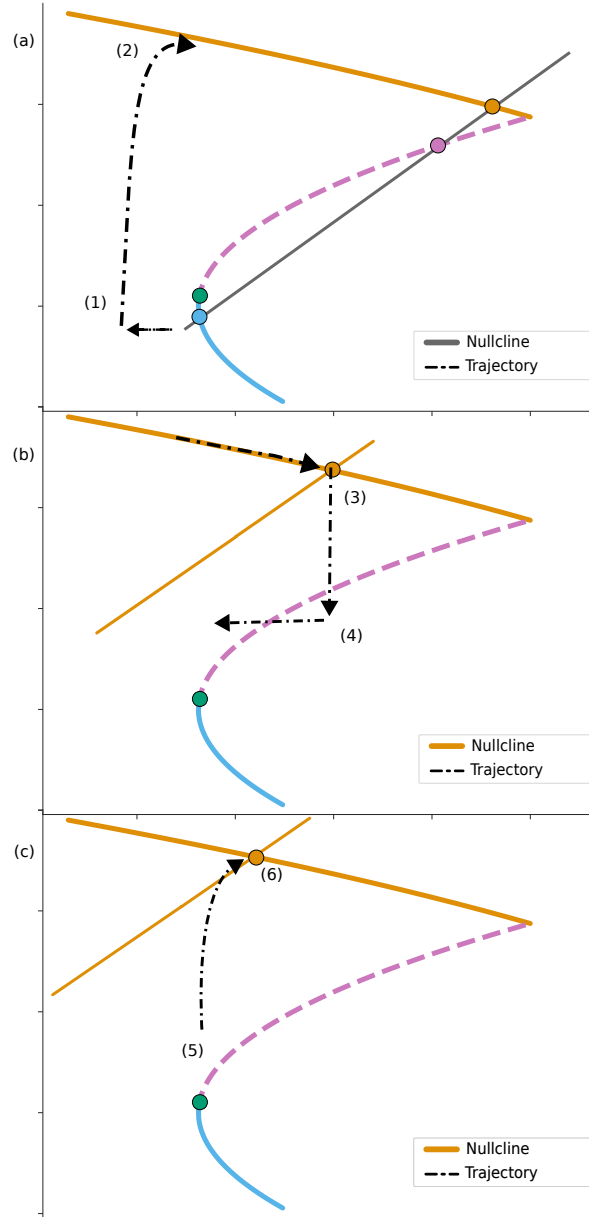 (a)
(2)
(1)
Nullcline
Trajectory
(b)
(3)
(4)
Nullcline
Trajectory
(c)
(6)
(5)
Nullcline
Trajectory